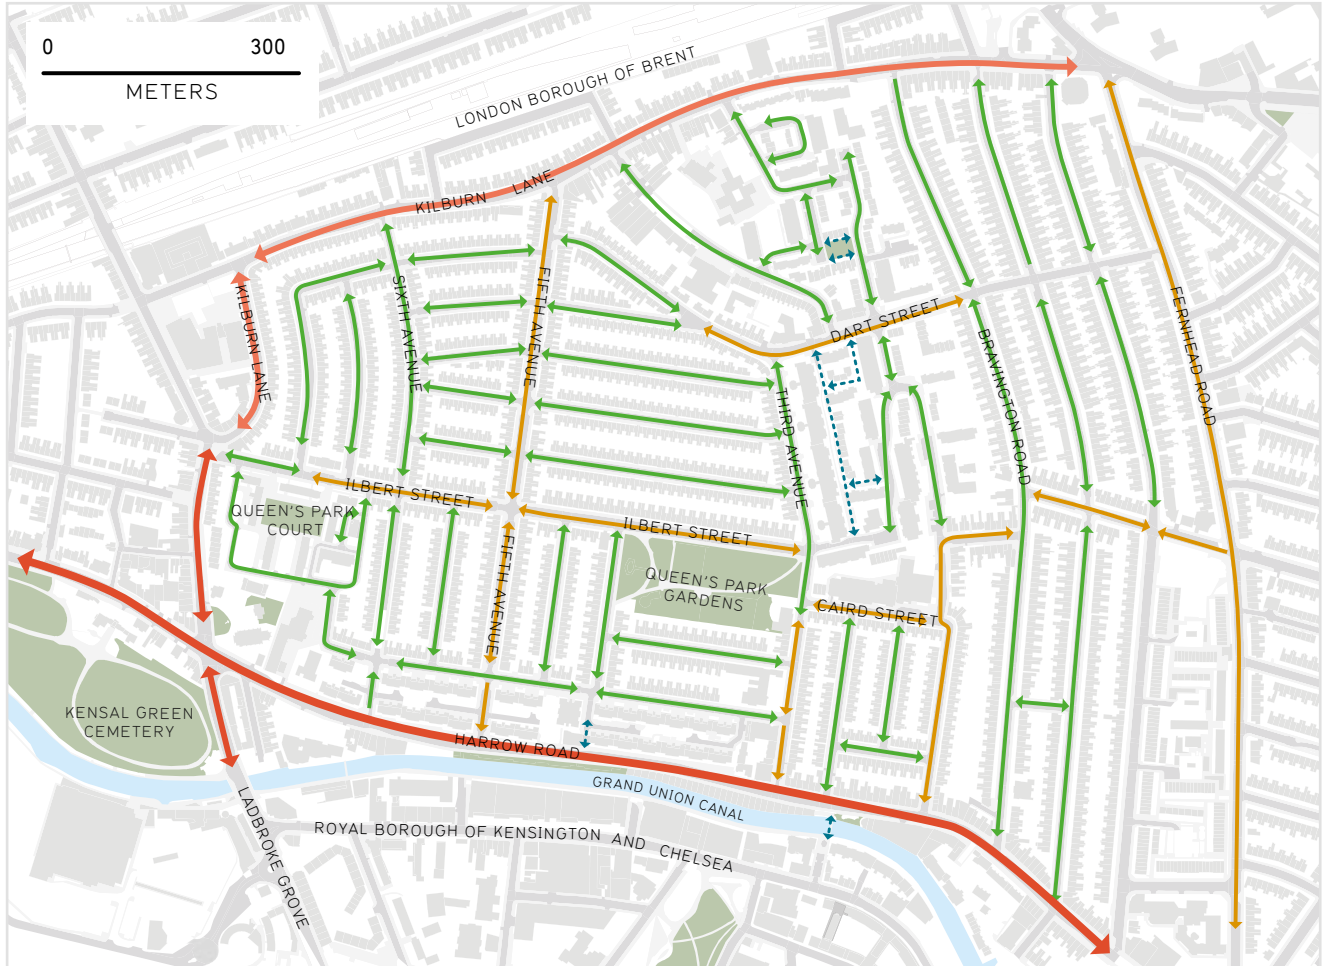 0 300
METERS
LONDON BOROUGH OF BRENT
KILBURN LANE
KILBURN LANE
SIXTH AVENUE
FIFTH AVENUE
DART STREET
FERNHEAD ROAD
BRAVINGTON ROAD
THIRD AVENUE
ILBERT STREET
QUEEN'S PARK
COURT
ILBERT STREET
FIFTH AVENUE
QUEEN'S PARK
GARDENS
CAIRD STREET
KENSAL GREEN
CEMETERY
HARROW ROAD
GRAND UNION CANAL
LADBROKE GROVE
ROYAL BOROUGH OF KENSINGTON AND CHELSEA